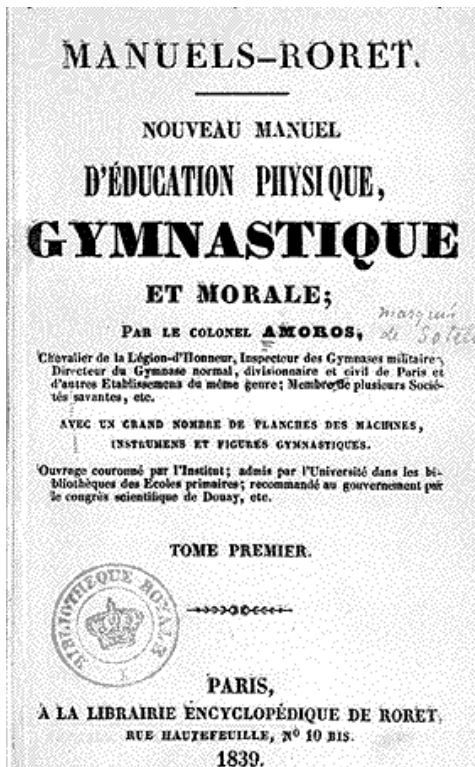 MANUELS-RORET.
NOUVEAU MANUEL
D'ÉDUCATION PHYSIQUE,
GYMNASTIQUE
ET MORALE;
PAR LE COLONEL AMOROS,
marquis
de Sotelo
Chevalier de la Légion-d'Honneur, Inspecteur des Gymnases militaires,
Directeur du Gymnase normal, divisionnaire et civil de Paris et
d'autres Etablissemens du même genre; Membre de plusieurs Socié-
tés savantes, etc.
AVEC UN GRAND NOMBRE DE PLANCHES DES MACHINES,
INSTRUMENS ET FIGURES GYMNASTIQUES.
Ouvrage couronné par l'Institut; admis par l'Université dans les bi-
bliothèques des Ecoles primaires; recommandé au gouvernement par
le congrès scientifique de Douay, etc.
TOME PREMIER.
BIBLIOTHEQUE ROYALE
PARIS,
A LA LIBRAIRIE ENCYCLOPÉDIQUE DE RORET,
RUE HAUTEFEUILLE, Nº 10 BIS.
1839.